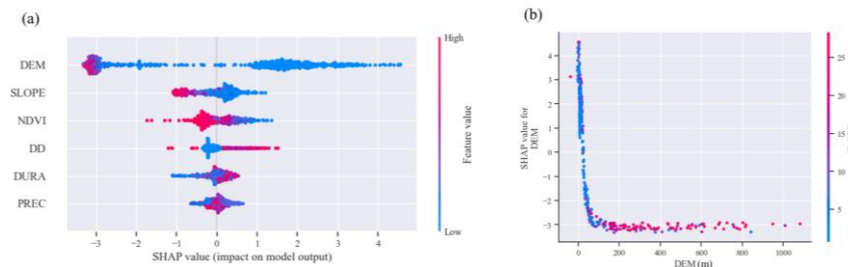 (a)
High
DEM
SLOPE
NDVI
DD
DURA
PREC
Feature value
Low
−3
−2
−1
0
1
2
3
4
SHAP value (impact on model output)
(b)
4
3
2
1
0
−1
−2
−3
SHAP value for
DEM
0
200
400
600
800
1000
DEM (m)
25
20
15
10
5